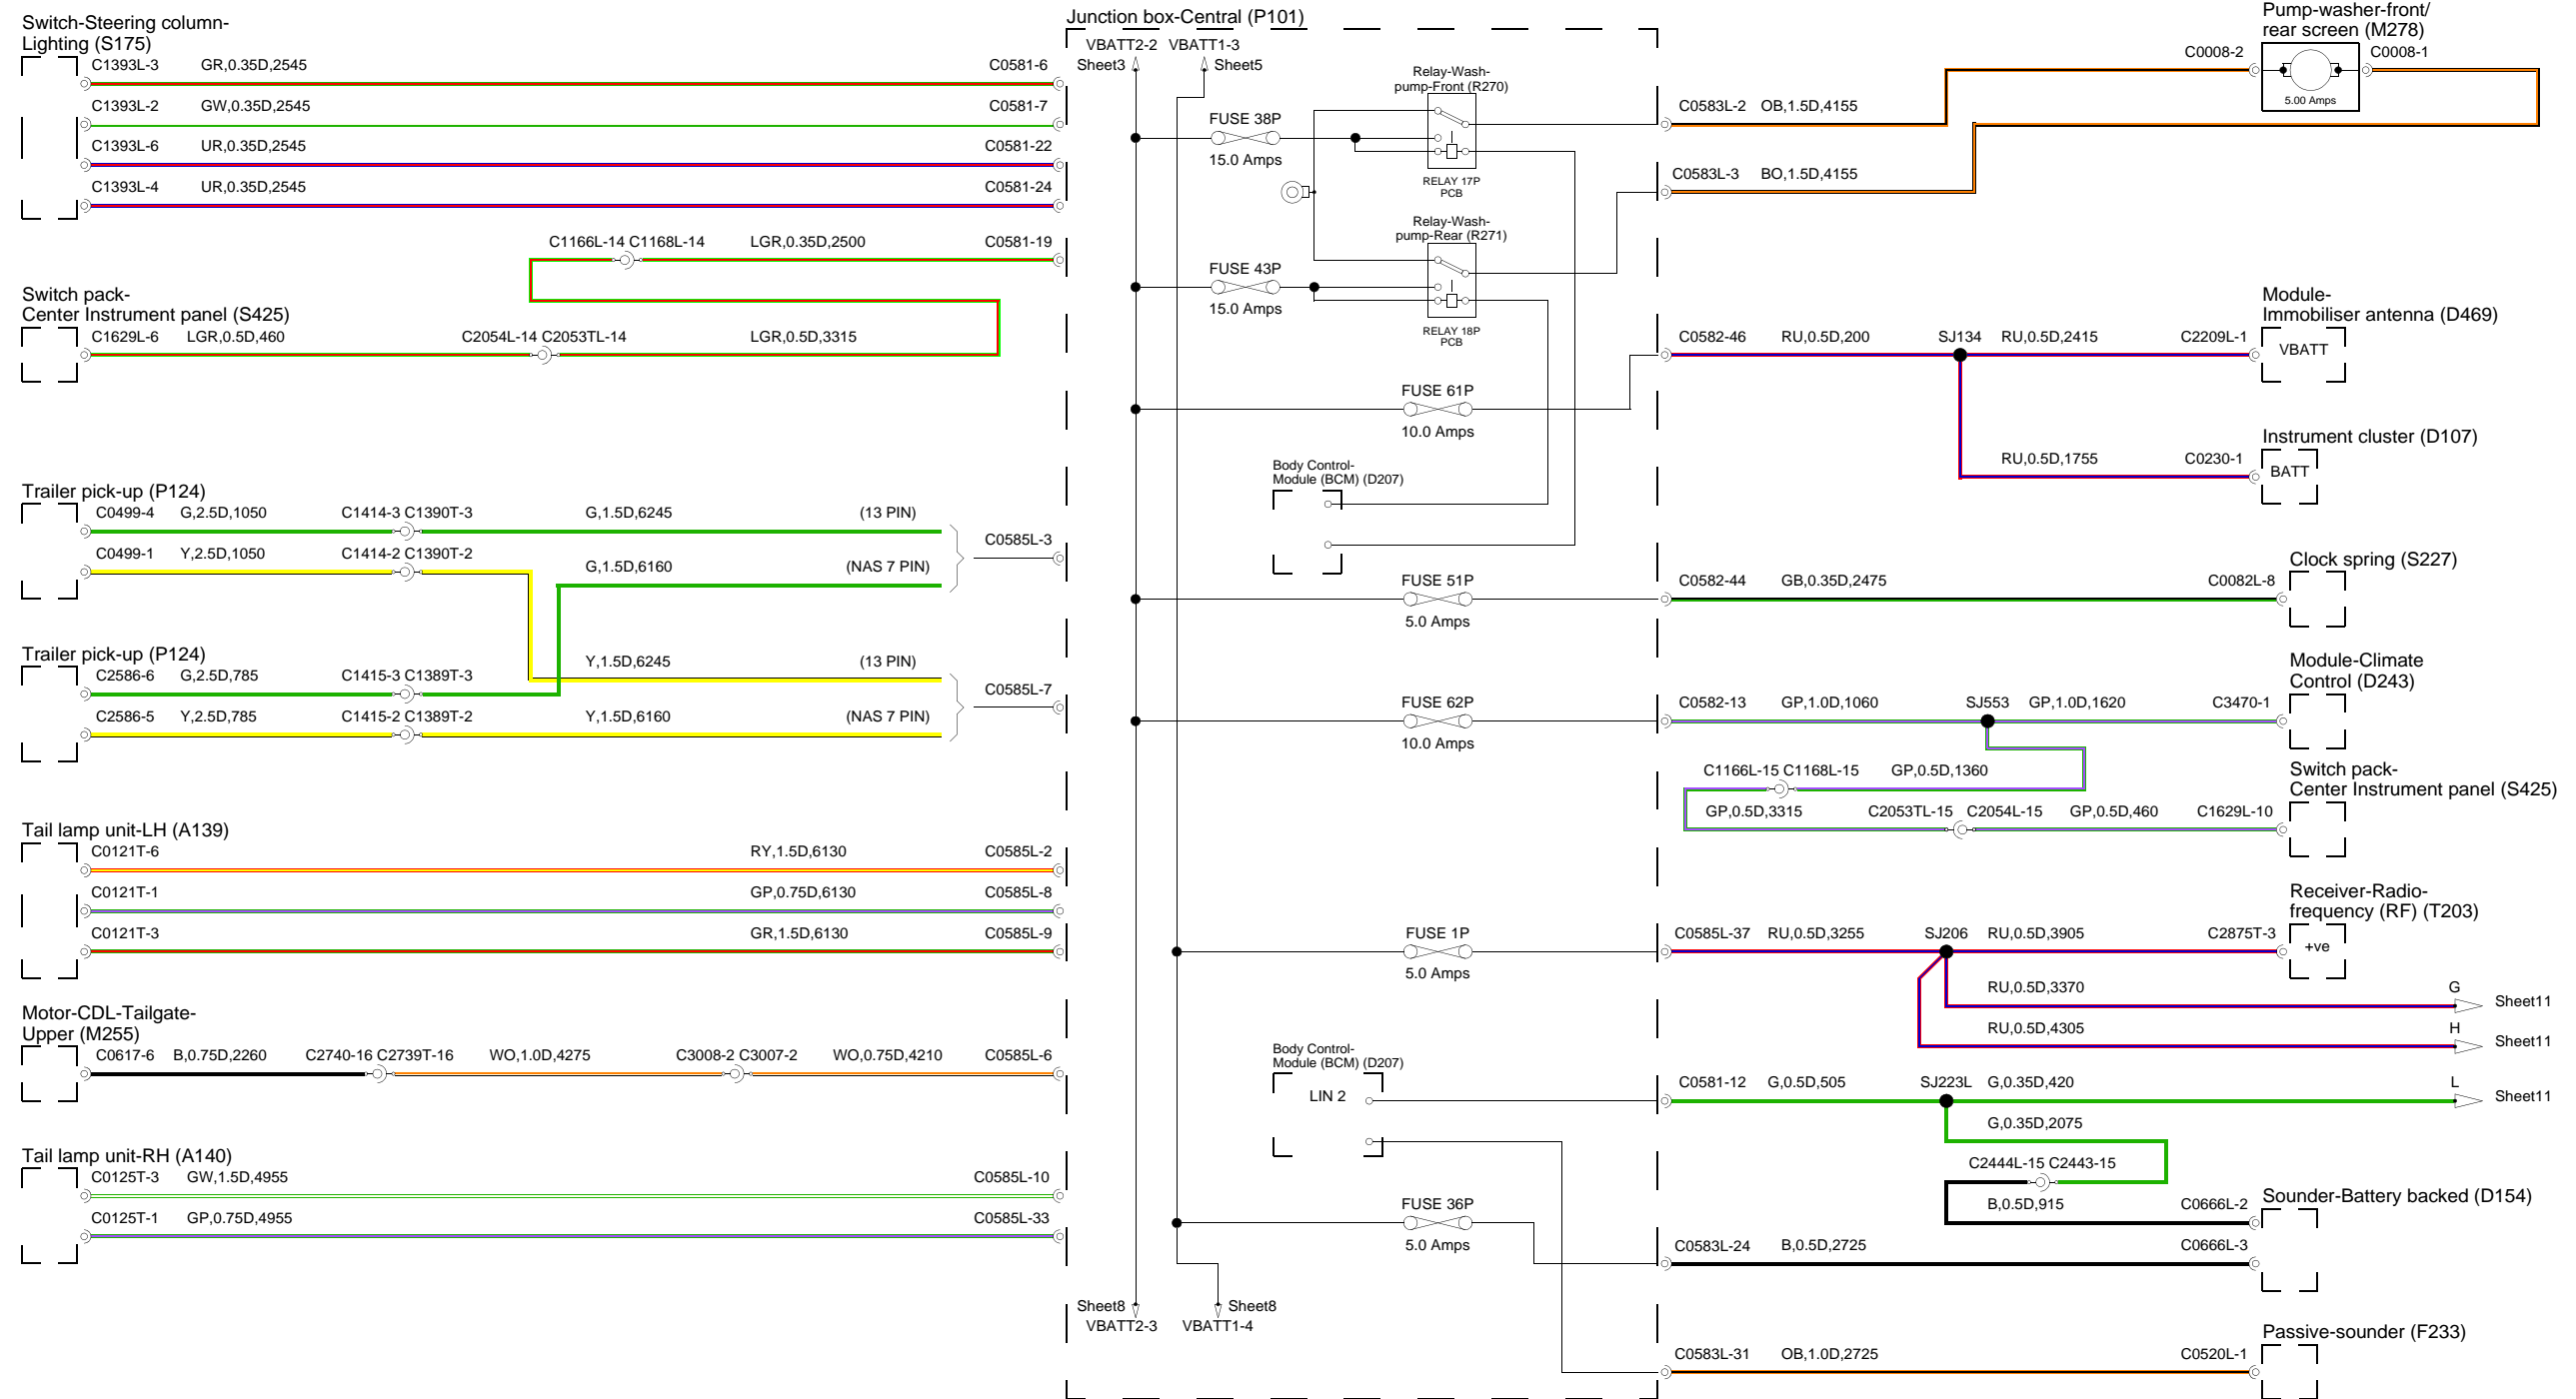 Switch-Steering column-
Lighting (S175)
C1393L-3 GR,0.35D,2545 C0581-6
C1393L-2 GW,0.35D,2545 C0581-7
C1393L-6 UR,0.35D,2545 C0581-22
C1393L-4 UR,0.35D,2545 C0581-24
C1166L-14 C1168L-14 LGR,0.35D,2500 C0581-19
Switch pack-
Center Instrument panel (S425)
C1629L-6 LGR,0.5D,460 C2054L-14 C2053TL-14 LGR,0.5D,3315
Trailer pick-up (P124)
C0499-4 G,2.5D,1050 C1414-3 C1390T-3 G,1.5D,6245 (13 PIN)
C0585L-3
C0499-1 Y,2.5D,1050 C1414-2 C1390T-2
G,1.5D,6160 (NAS 7 PIN)
Trailer pick-up (P124)
Y,1.5D,6245 (13 PIN)
C2586-6 G,2.5D,785 C1415-3 C1389T-3
C0585L-7
C2586-5 Y,2.5D,785 C1415-2 C1389T-2 Y,1.5D,6160 (NAS 7 PIN)
Tail lamp unit-LH (A139)
C0121T-6 RY,1.5D,6130 C0585L-2
C0121T-1 GP,0.75D,6130 C0585L-8
C0121T-3 GR,1.5D,6130 C0585L-9
Motor-CDL-Tailgate-
Upper (M255)
C0617-6 B,0.75D,2260 C2740-16 C2739T-16 WO,1.0D,4275 C3008-2 C3007-2 WO,0.75D,4210 C0585L-6
Tail lamp unit-RH (A140)
C0125T-3 GW,1.5D,4955 C0585L-10
C0125T-1 GP,0.75D,4955 C0585L-33
Junction box-Central (P101)
VBATT2-2 VBATT1-3
Sheet3 Sheet5
Relay-Wash-
pump-Front (R270)
FUSE 38P
15.0 Amps
RELAY 17P
PCB
Relay-Wash-
pump-Rear (R271)
FUSE 43P
15.0 Amps
RELAY 18P
PCB
FUSE 61P
10.0 Amps
Body Control-
Module (BCM) (D207)
FUSE 51P
5.0 Amps
FUSE 62P
10.0 Amps
FUSE 1P
5.0 Amps
Body Control-
Module (BCM) (D207)
LIN 2
FUSE 36P
5.0 Amps
Sheet8 Sheet8
VBATT2-3 VBATT1-4
Pump-washer-front/
rear screen (M278)
C0008-2 C0008-1
5.00 Amps
C0583L-2 OB,1.5D,4155
C0583L-3 BO,1.5D,4155
Module-
Immobiliser antenna (D469)
C0582-46 RU,0.5D,200 SJ134 RU,0.5D,2415 C2209L-1
VBATT
Instrument cluster (D107)
RU,0.5D,1755 C0230-1
BATT
Clock spring (S227)
C0582-44 GB,0.35D,2475 C0082L-8
Module-Climate
Control (D243)
C0582-13 GP,1.0D,1060 SJ553 GP,1.0D,1620 C3470-1
C1166L-15 C1168L-15 GP,0.5D,1360
Switch pack-
Center Instrument panel (S425)
GP,0.5D,3315 C2053TL-15 C2054L-15 GP,0.5D,460 C1629L-10
Receiver-Radio-
frequency (RF) (T203)
C0585L-37 RU,0.5D,3255 SJ206 RU,0.5D,3905 C2875T-3
+ve
RU,0.5D,3370 G Sheet11
RU,0.5D,4305 H Sheet11
C0581-12 G,0.5D,505 SJ223L G,0.35D,420 L Sheet11
G,0.35D,2075
C2444L-15 C2443-15
Sounder-Battery backed (D154)
B,0.5D,915 C0666L-2
C0583L-24 B,0.5D,2725 C0666L-3
Passive-sounder (F233)
C0583L-31 OB,1.0D,2725 C0520L-1